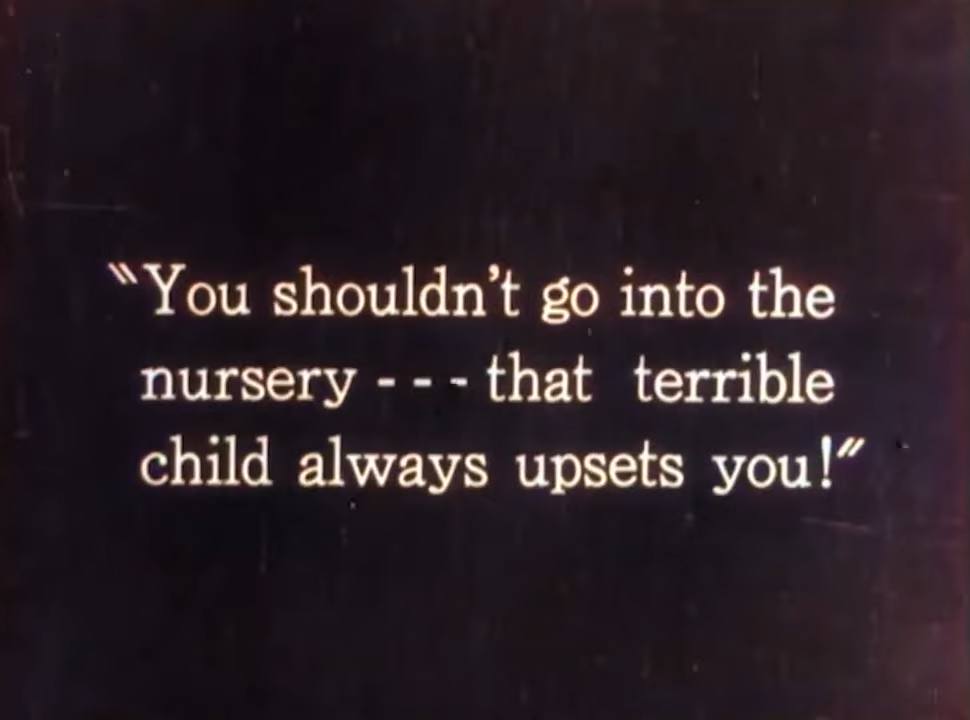 "You shouldn't go into the
nursery - - - that terrible
child always upsets you!"